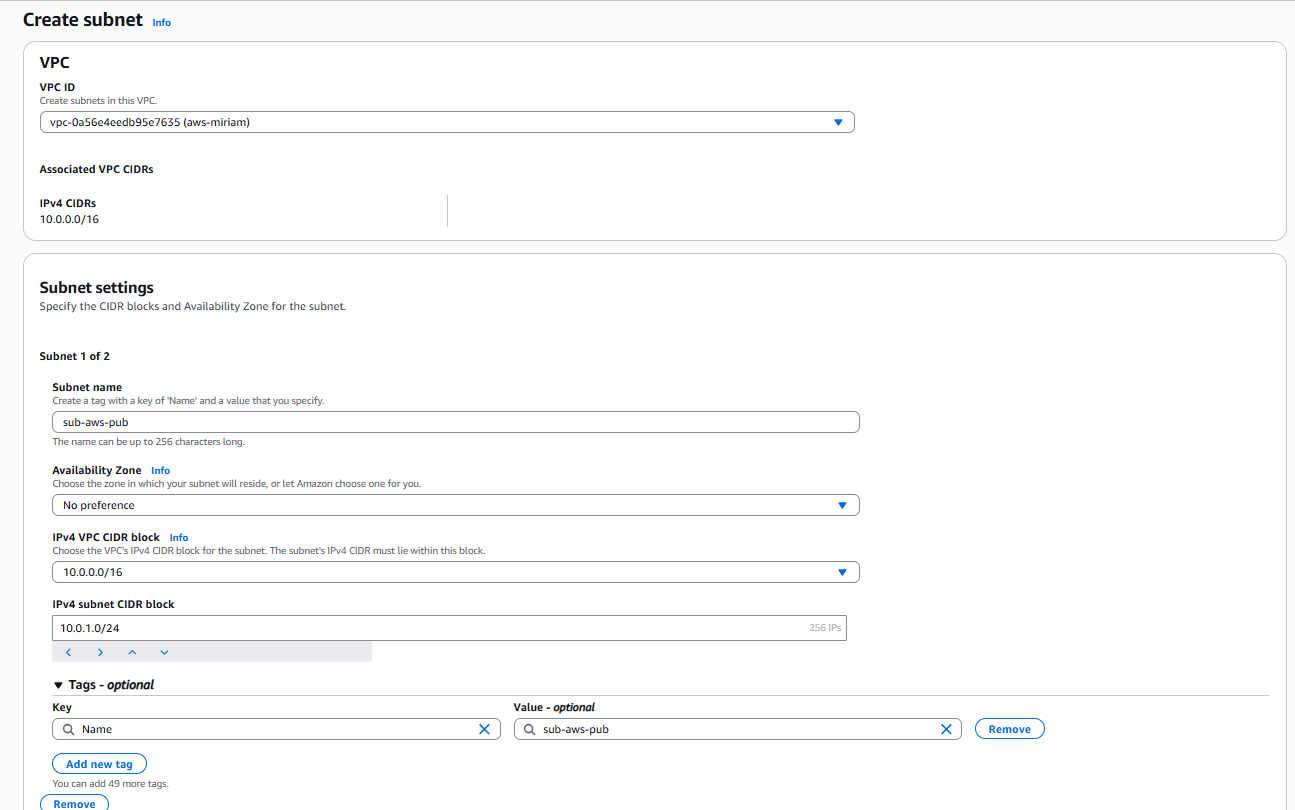 Create subnet Info
VPC
VPC ID
Create subnets in this VPC.
vpc-0a56e4eedb95e7635 (aws-miriam)
Associated VPC CIDRs
IPv4 CIDRs
10.0.0.0/16
Subnet settings
Specify the CIDR blocks and Availability Zone for the subnet.
Subnet 1 of 2
Subnet name
Create a tag with a key of 'Name' and a value that you specify.
sub-aws-pub
The name can be up to 256 characters long.
Availability Zone Info
Choose the zone in which your subnet will reside, or let Amazon choose one for you.
No preference
IPv4 VPC CIDR block Info
Choose the VPC's IPv4 CIDR block for the subnet. The subnet's IPv4 CIDR must lie within this block.
10.0.0.0/16
IPv4 subnet CIDR block
10.0.1.0/24 256 IPs
Tags - optional
Key Value - optional
Name sub-aws-pub Remove
Add new tag
You can add 49 more tags.
Remove